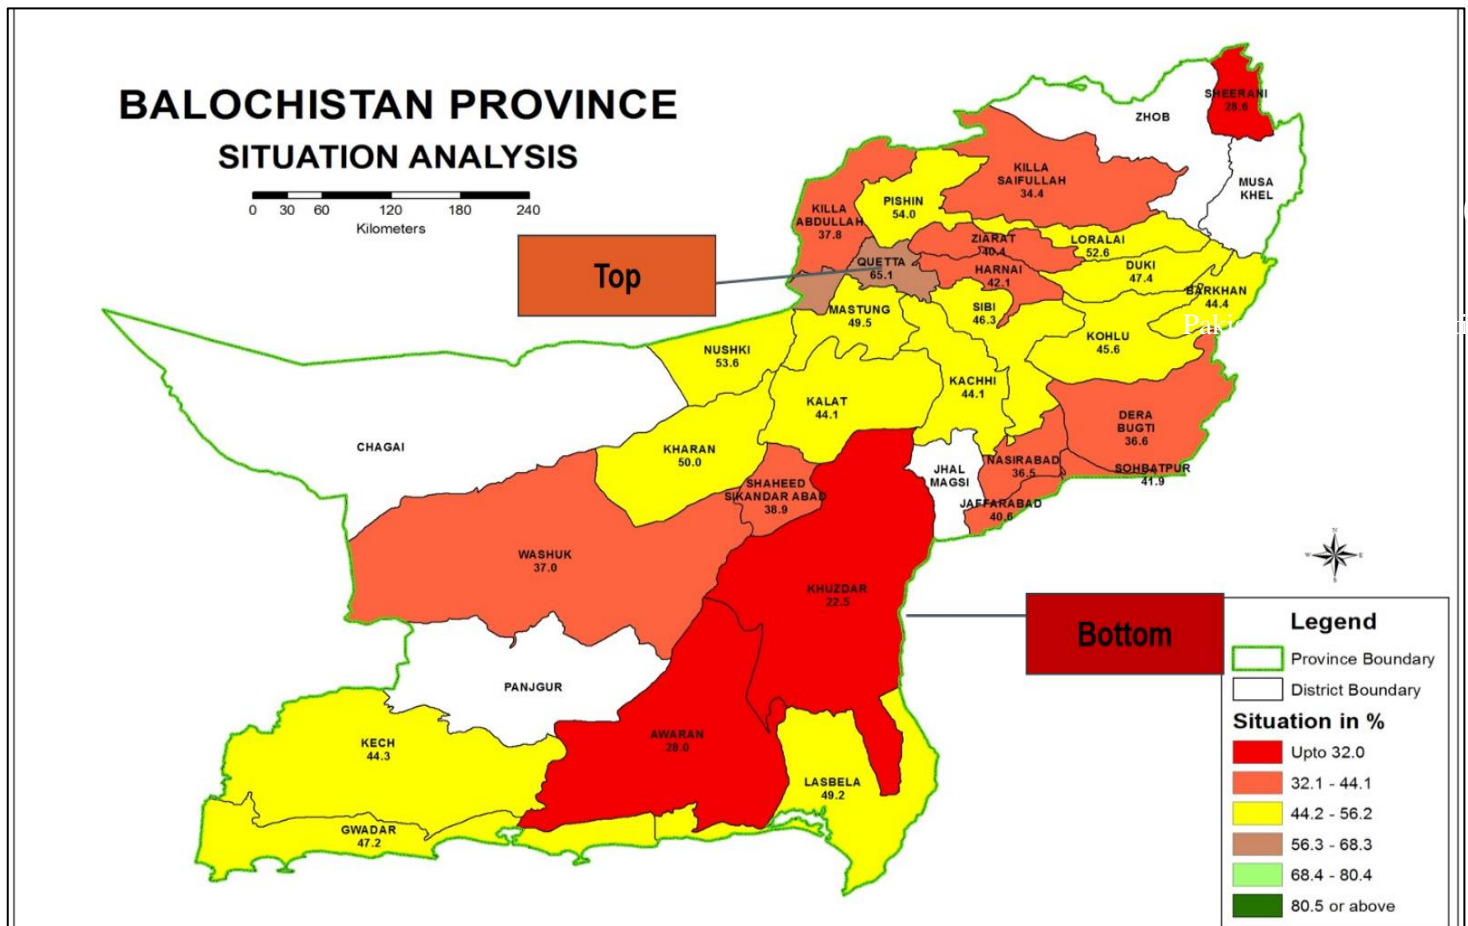 BALOCHISTAN PROVINCE
SITUATION ANALYSIS
0 30 60 120 180 240
Kilometers
Top
SHEERANI
28.6
ZHOB
MUSA
KHEL
KILLA
SAIFULLAH
34.4
PISHIN
54.0
KILLA
ABDULLAH
37.8
ZIARAT
40.4
LORALAI
52.6
QUETTA
65.1
HARNAI
42.1
DUKI
47.4
BARKHAN
44.4
MASTUNG
49.5
SIBI
46.3
KOHLU
45.6
NUSHKI
53.6
KACHHI
44.1
KALAT
44.1
DERA
BUGTI
36.6
CHAGAI
KHARAN
50.0
JHAL
MAGSI
NASIRABAD
36.5
SOHBATPUR
41.9
SHAHEED
SIKANDAR ABAD
38.9
JAFFARABAD
40.6
WASHUK
37.0
KHUZDAR
22.5
N
W E
S
Bottom
PANJGUR
AWARAN
28.0
KECH
44.3
LASBELA
49.2
GWADAR
47.2
Legend
Province Boundary
District Boundary
Situation in %
Upto 32.0
32.1 - 44.1
44.2 - 56.2
56.3 - 68.3
68.4 - 80.4
80.5 or above